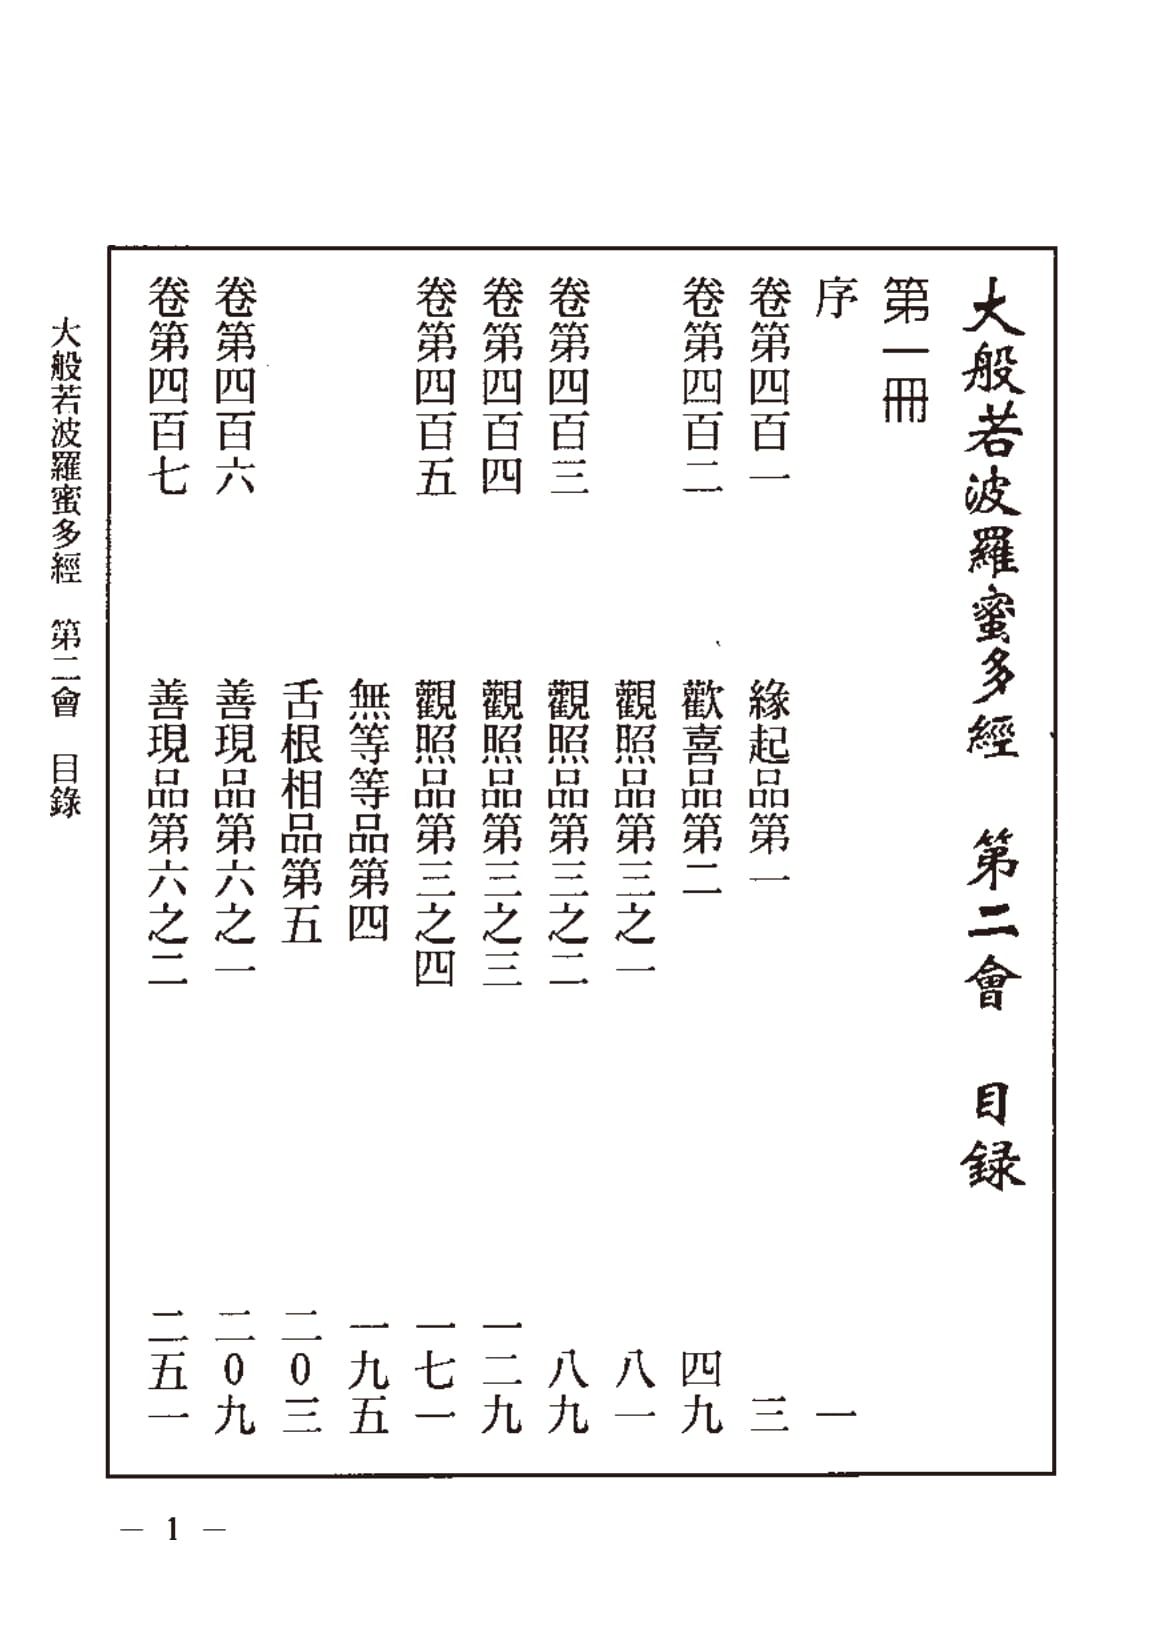 大般若波羅蜜多經 第二會 目錄
第一冊
序 一
卷第四百一 緣起品第一 三
卷第四百二 歡喜品第二 四九
觀照品第三之一 八一
卷第四百三 觀照品第三之二 八九
卷第四百四 觀照品第三之三 一二九
卷第四百五 觀照品第三之四 一七一
無等等品第四 一九五
舌根相品第五 二0三
卷第四百六 善現品第六之一 二0九
卷第四百七 善現品第六之二 二五一
大般若波羅蜜多經 第二會 目錄
— 1 —